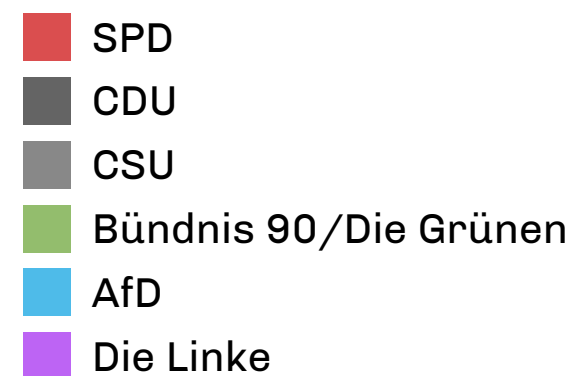 SPD
CDU
CSU
Bündnis 90/Die Grünen
AfD
Die Linke